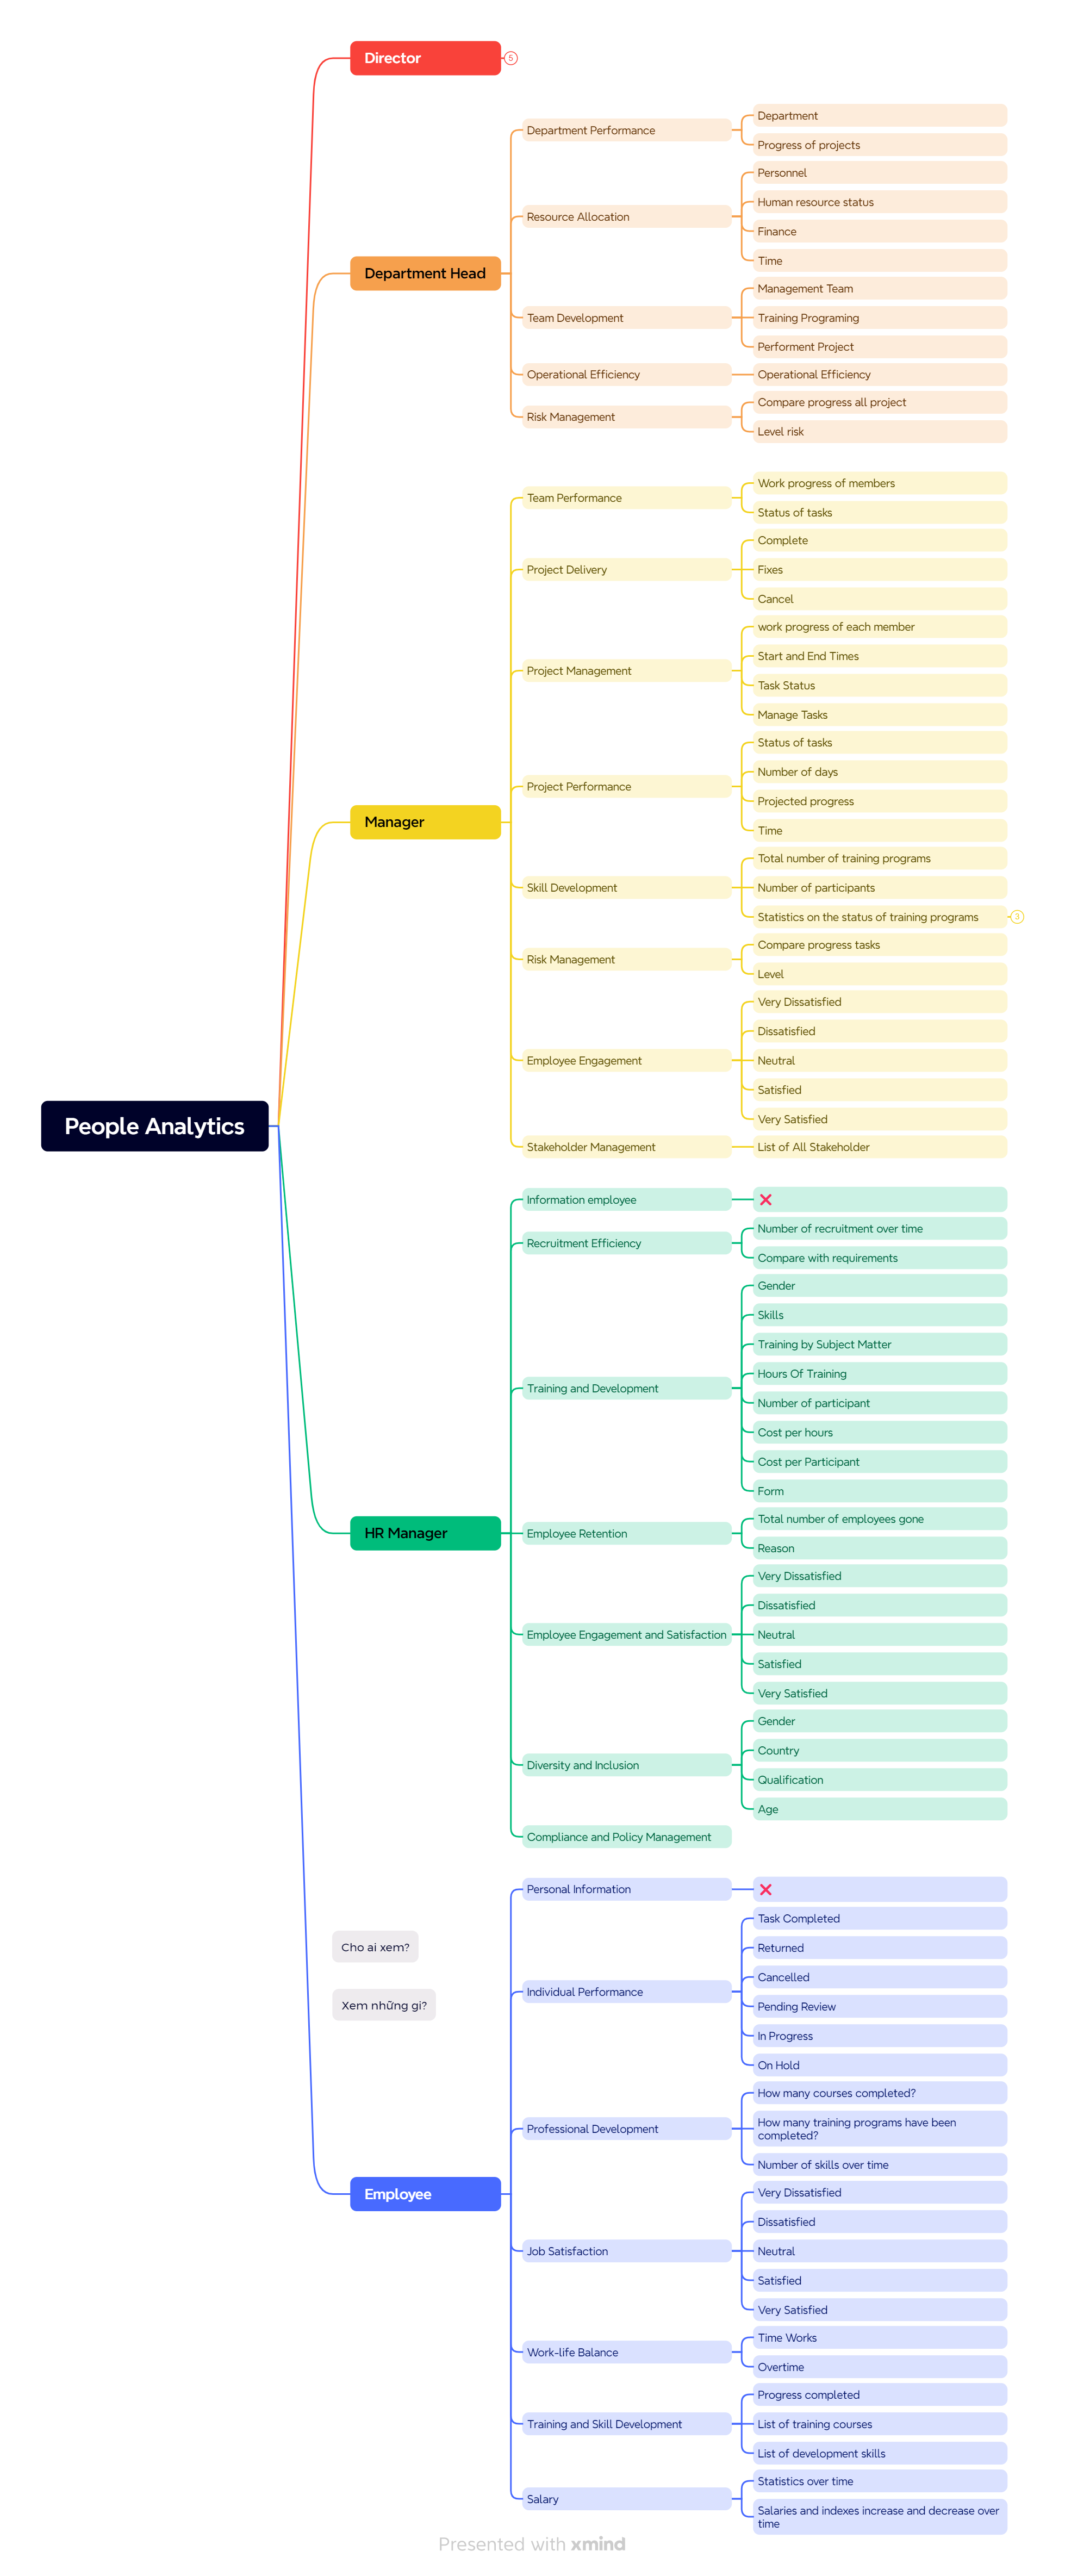 Director
5
Department Head
Department Performance
Department
Progress of projects
Resource Allocation
Personnel
Human resource status
Finance
Time
Team Development
Management Team
Training Programing
Performent Project
Operational Efficiency
Operational Efficiency
Risk Management
Compare progress all project
Level risk
Manager
Team Performance
Work progress of members
Status of tasks
Project Delivery
Complete
Fixes
Cancel
Project Management
work progress of each member
Start and End Times
Task Status
Manage Tasks
Project Performance
Status of tasks
Number of days
Projected progress
Time
Skill Development
Total number of training programs
Number of participants
Statistics on the status of training programs
3
Risk Management
Compare progress tasks
Level
Employee Engagement
Very Dissatisfied
Dissatisfied
Neutral
Satisfied
Very Satisfied
Stakeholder Management
List of All Stakeholder
People Analytics
HR Manager
Information employee
❌
Recruitment Efficiency
Number of recruitment over time
Compare with requirements
Training and Development
Gender
Skills
Training by Subject Matter
Hours Of Training
Number of participant
Cost per hours
Cost per Participant
Form
Employee Retention
Total number of employees gone
Reason
Employee Engagement and Satisfaction
Very Dissatisfied
Dissatisfied
Neutral
Satisfied
Very Satisfied
Diversity and Inclusion
Gender
Country
Qualification
Age
Compliance and Policy Management
Cho ai xem?
Xem những gì?
Employee
Personal Information
❌
Individual Performance
Task Completed
Returned
Cancelled
Pending Review
In Progress
On Hold
Professional Development
How many courses completed?
How many training programs have been
completed?
Number of skills over time
Job Satisfaction
Very Dissatisfied
Dissatisfied
Neutral
Satisfied
Very Satisfied
Work-life Balance
Time Works
Overtime
Training and Skill Development
Progress completed
List of training courses
List of development skills
Salary
Statistics over time
Salaries and indexes increase and decrease over
time
Presented with xmind